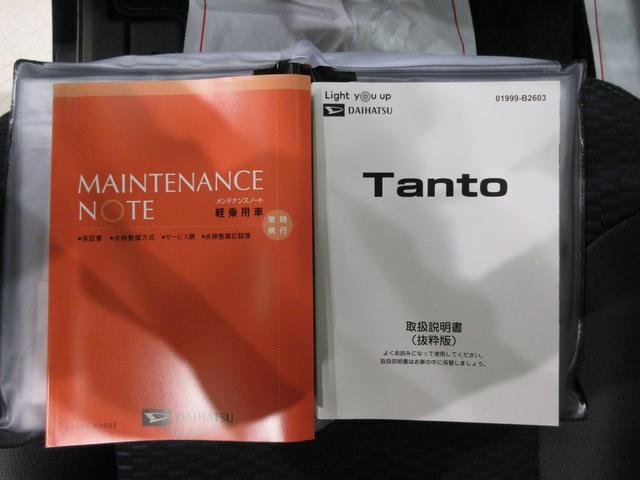 MAINTENANCE
NOTE
メンテナンスノート
軽乗用車
常時
携行
●保証書 ●点検整備方式 ●サービス網 ●点検整備記録簿
DAIHATSU
Light you up
DAIHATSU
01999-B2603
Tanto
取扱説明書
（抜粋版）
よくお読みになって使用してください。
取扱説明書はお車の中に保管しましょう。